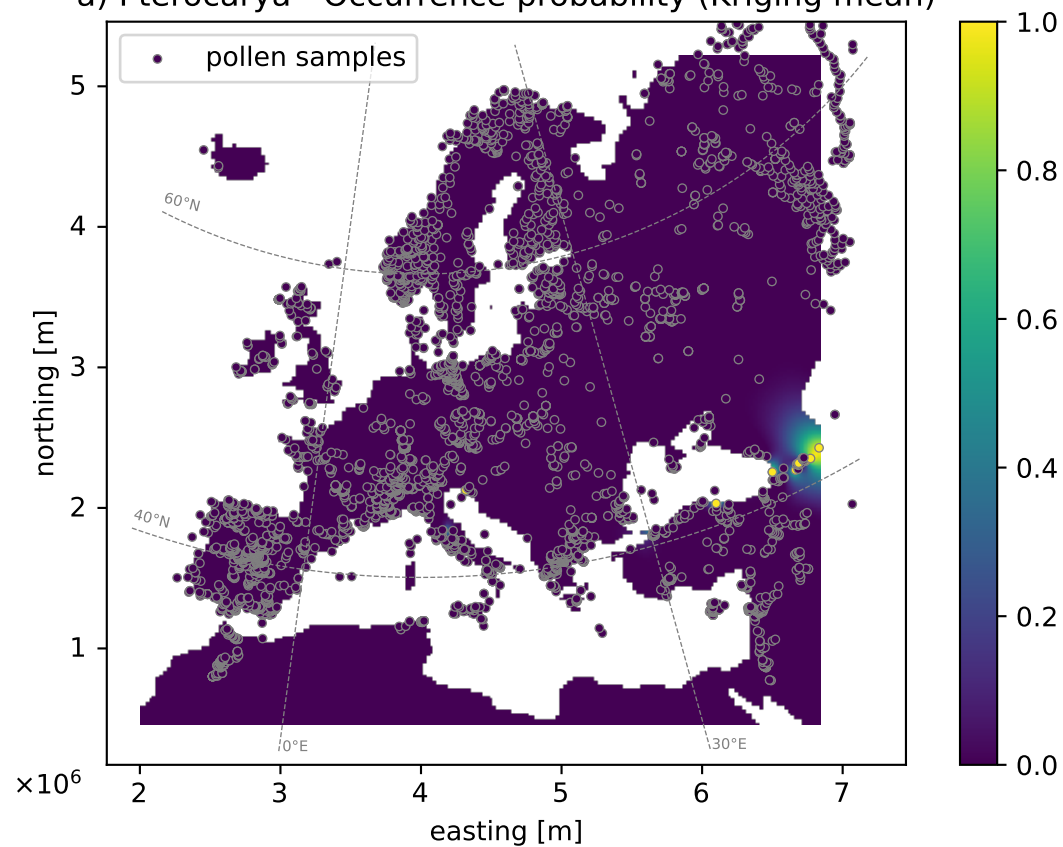 a) Pterocarya - Occurrence probability (Kriging mean)
pollen samples
1.0
0.8
0.6
0.4
0.2
0.0
5
4
3
2
1
northing [m]
60°N
40°N
0°E
30°E
×10⁶
2
3
4
5
6
7
easting [m]